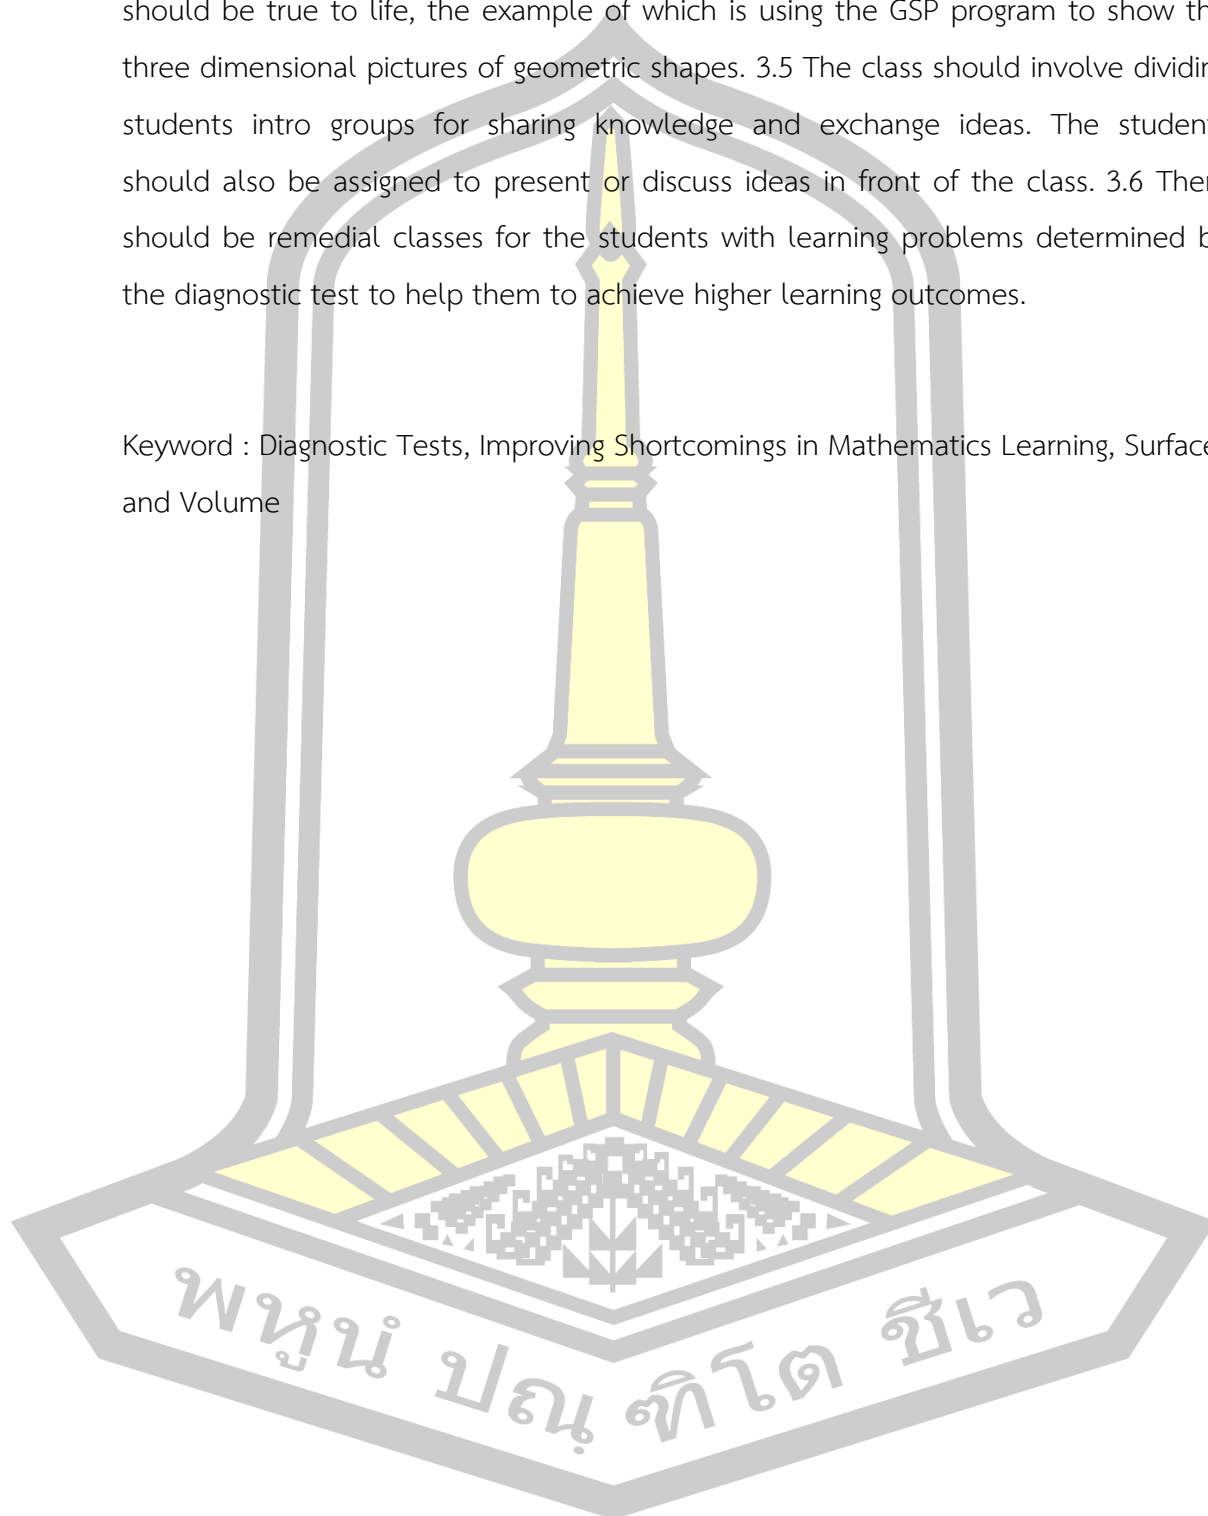 should be true to life, the example of which is using the GSP program to show th
three dimensional pictures of geometric shapes. 3.5 The class should involve dividin
students intro groups for sharing knowledge and exchange ideas. The student
should also be assigned to present or discuss ideas in front of the class. 3.6 Ther
should be remedial classes for the students with learning problems determined b
the diagnostic test to help them to achieve higher learning outcomes.
Keyword : Diagnostic Tests, Improving Shortcomings in Mathematics Learning, Surface
and Volume
พหูนํ ปณฺ ฑิโต ชีเว